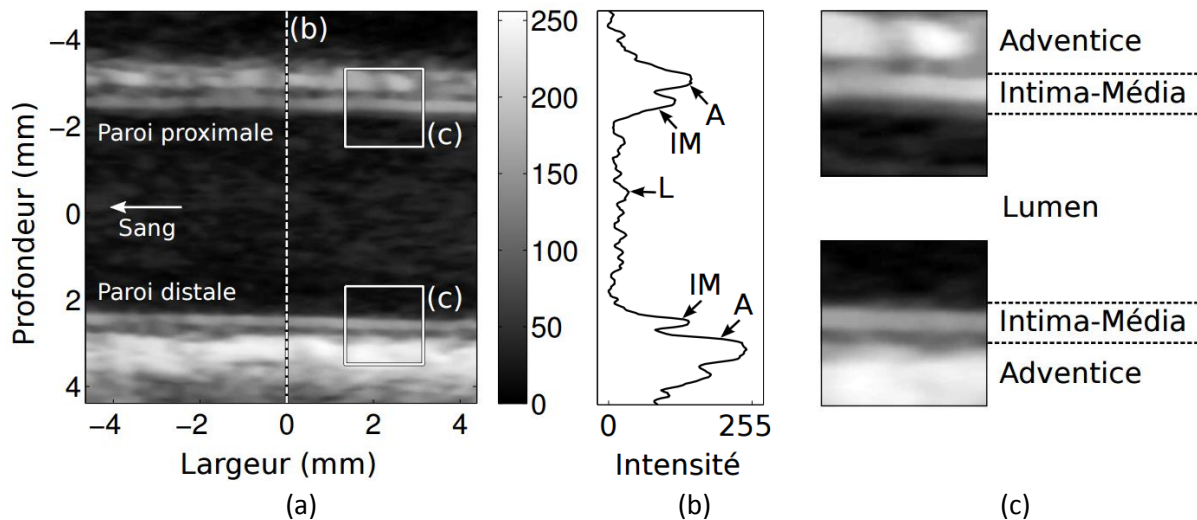 −4
−2
0
2
4
Profondeur (mm)
(b)
Paroi proximale
(c)
Sang
Paroi distale
(c)
−4
−2
0
2
4
Largeur (mm)
(a)
250
200
150
100
50
0
A
IM
L
IM
A
0
255
Intensité
(b)
Adventice
Intima-Média
Lumen
Intima-Média
Adventice
(c)